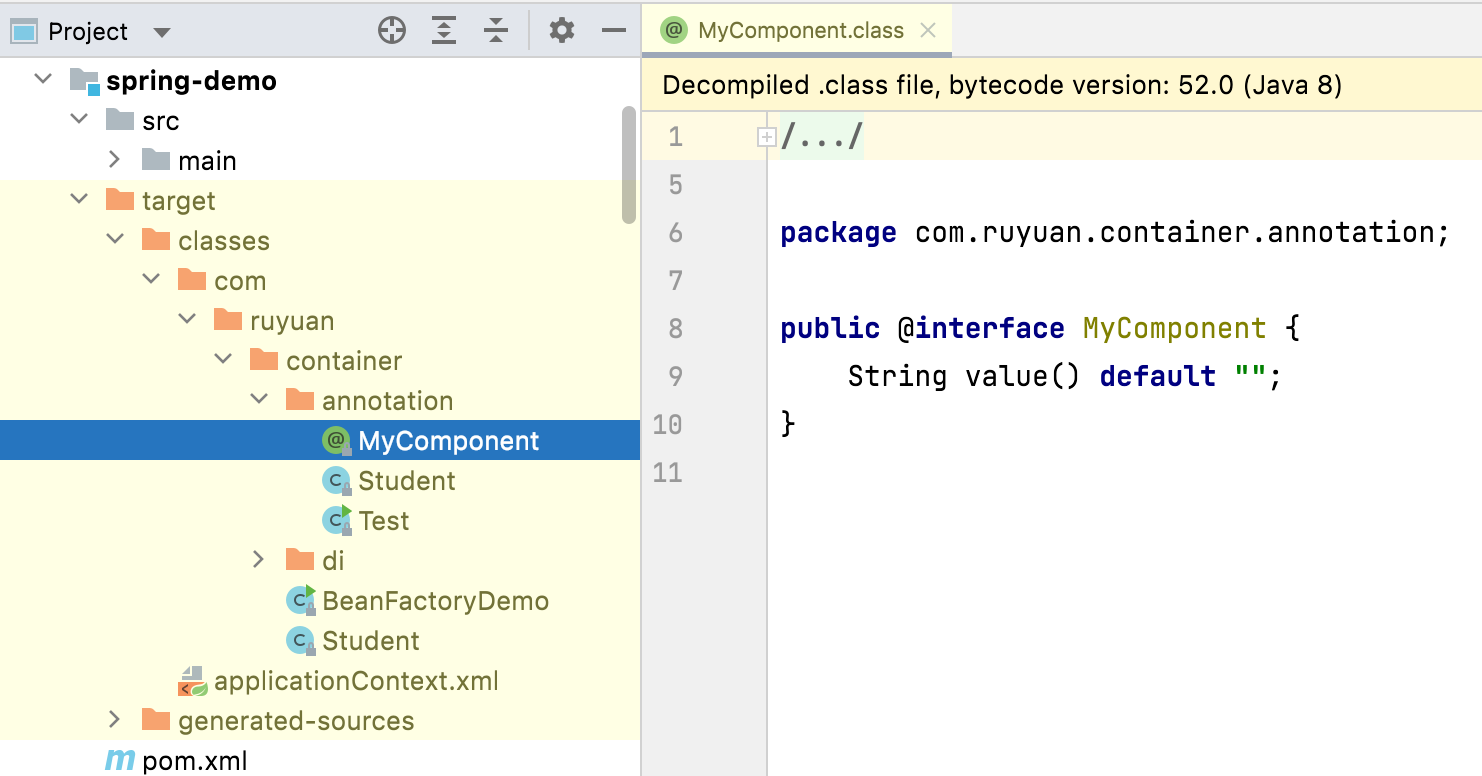 Project
spring-demo
src
main
target
classes
com
ruyuan
container
annotation
MyComponent
Student
Test
di
BeanFactoryDemo
Student
applicationContext.xml
generated-sources
pom.xml
MyComponent.class
Decompiled .class file, bytecode version: 52.0 (Java 8)
1 /.../
5
6 package com.ruyuan.container.annotation;
7
8 public @interface MyComponent {
9     String value() default "";
10 }
11